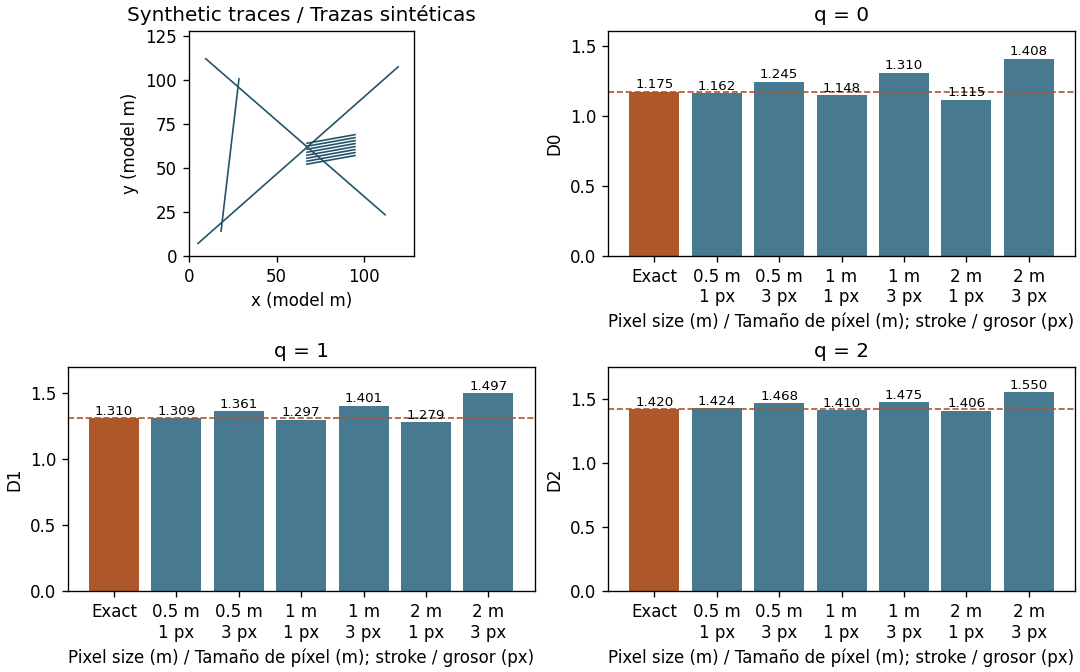 Synthetic traces / Trazas sintéticas
125
100
75
50
25
0
y (model m)
0 50 100
x (model m)
q = 0
1.5
1.0
0.5
0.0
D0
1.175 1.162 1.245 1.148 1.310 1.115 1.408
Exact 0.5 m 0.5 m 1 m 1 m 2 m 2 m
1 px 3 px 1 px 3 px 1 px 3 px
Pixel size (m) / Tamaño de píxel (m); stroke / grosor (px)
q = 1
1.5
1.0
0.5
0.0
D1
1.310 1.309 1.361 1.297 1.401 1.279 1.497
Exact 0.5 m 0.5 m 1 m 1 m 2 m 2 m
1 px 3 px 1 px 3 px 1 px 3 px
Pixel size (m) / Tamaño de píxel (m); stroke / grosor (px)
q = 2
1.5
1.0
0.5
0.0
D2
1.420 1.424 1.468 1.410 1.475 1.406 1.550
Exact 0.5 m 0.5 m 1 m 1 m 2 m 2 m
1 px 3 px 1 px 3 px 1 px 3 px
Pixel size (m) / Tamaño de píxel (m); stroke / grosor (px)